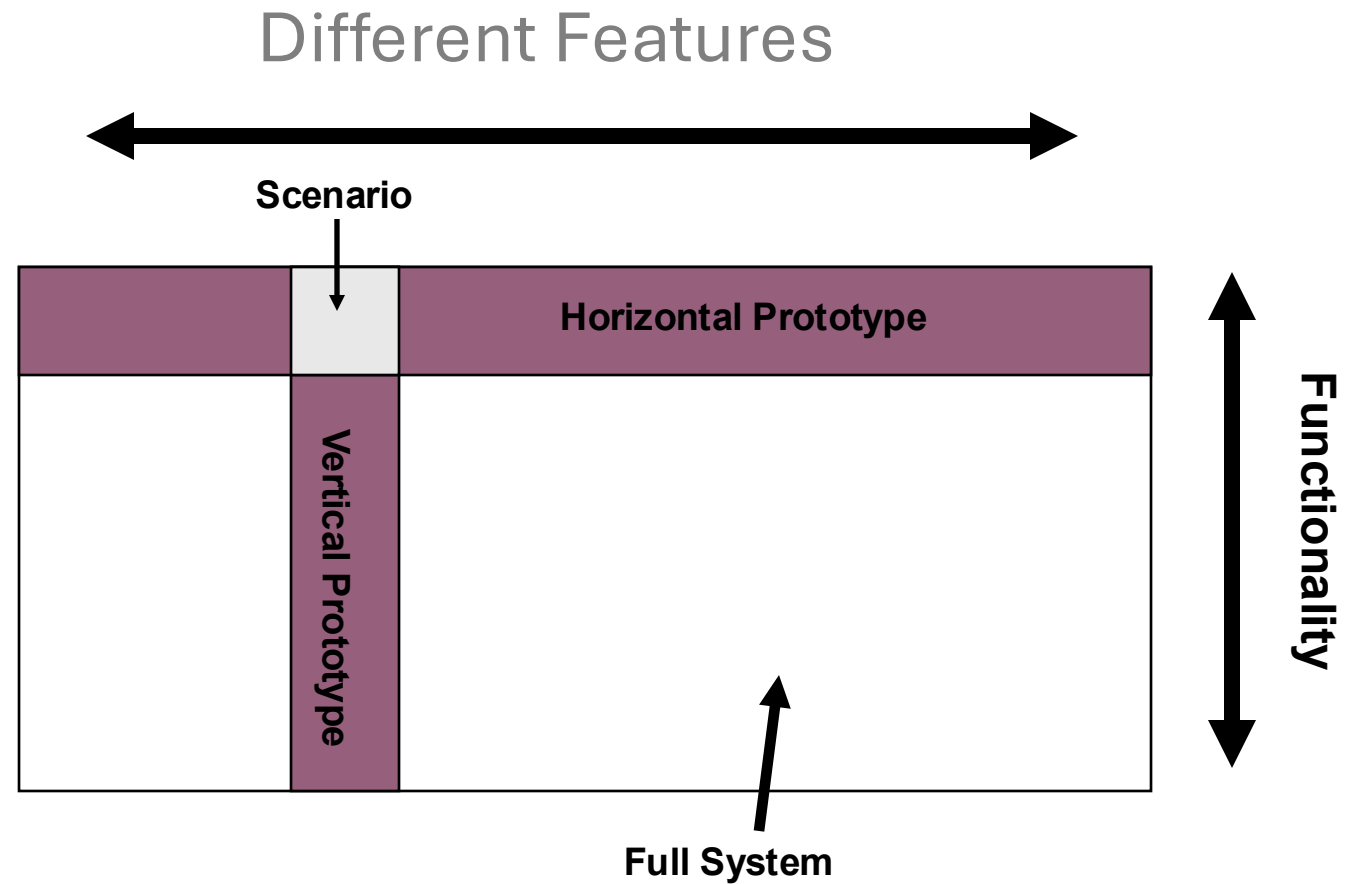 Different Features
Scenario
Horizontal Prototype
Vertical Prototype
Functionality
Full System